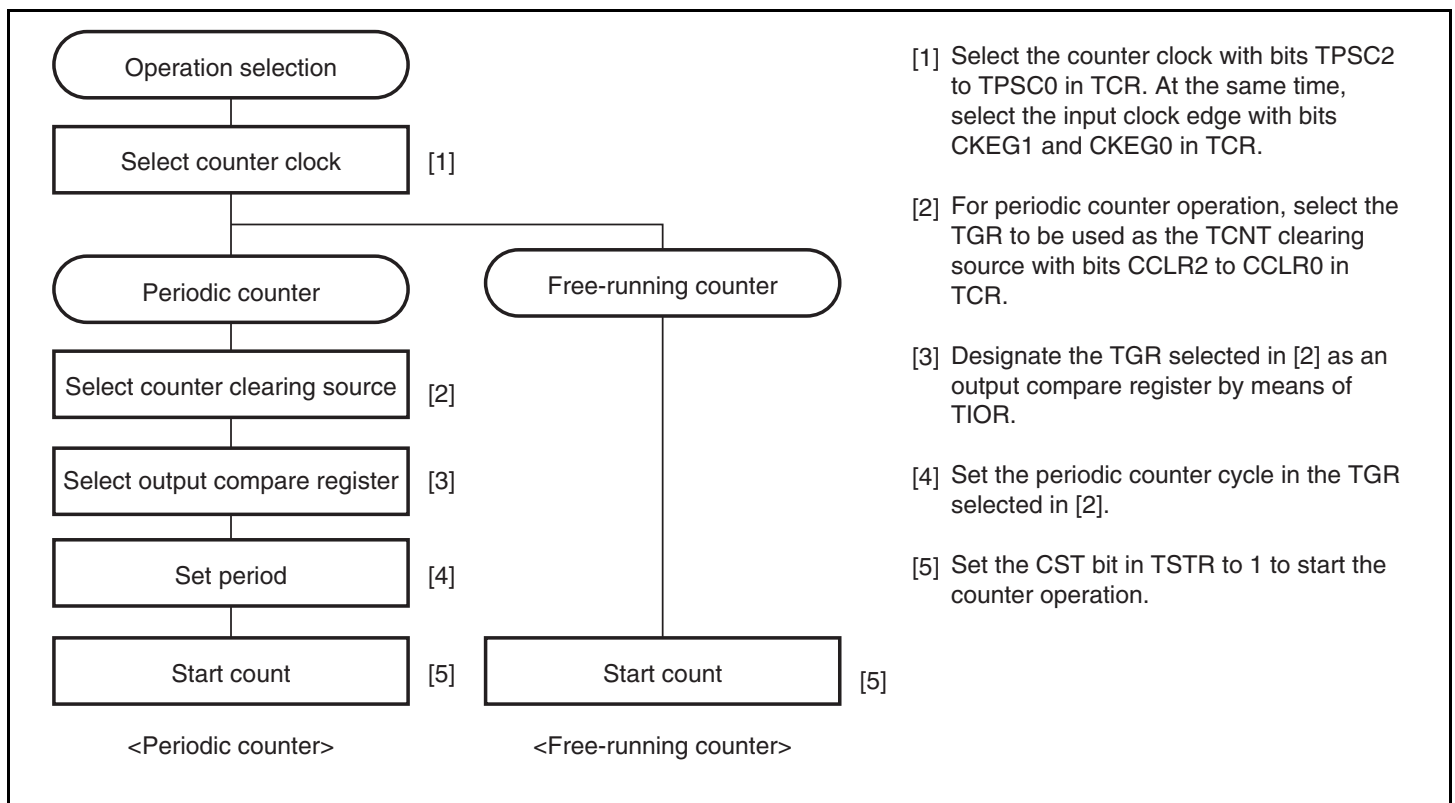 Operation selection
Select counter clock
[1]
Periodic counter
Free-running counter
Select counter clearing source
[2]
Select output compare register
[3]
Set period
[4]
Start count
[5]
Start count
[5]
<Periodic counter>
<Free-running counter>
[1] Select the counter clock with bits TPSC2
to TPSC0 in TCR. At the same time,
select the input clock edge with bits
CKEG1 and CKEG0 in TCR.
[2] For periodic counter operation, select the
TGR to be used as the TCNT clearing
source with bits CCLR2 to CCLR0 in
TCR.
[3] Designate the TGR selected in [2] as an
output compare register by means of
TIOR.
[4] Set the periodic counter cycle in the TGR
selected in [2].
[5] Set the CST bit in TSTR to 1 to start the
counter operation.